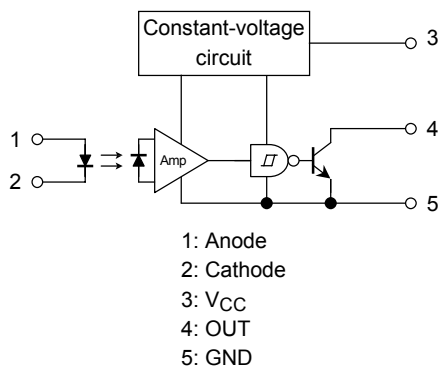 Constant-voltage
circuit
3
1
Amp
4
2
5
1: Anode
2: Cathode
3: VCC
4: OUT
5: GND